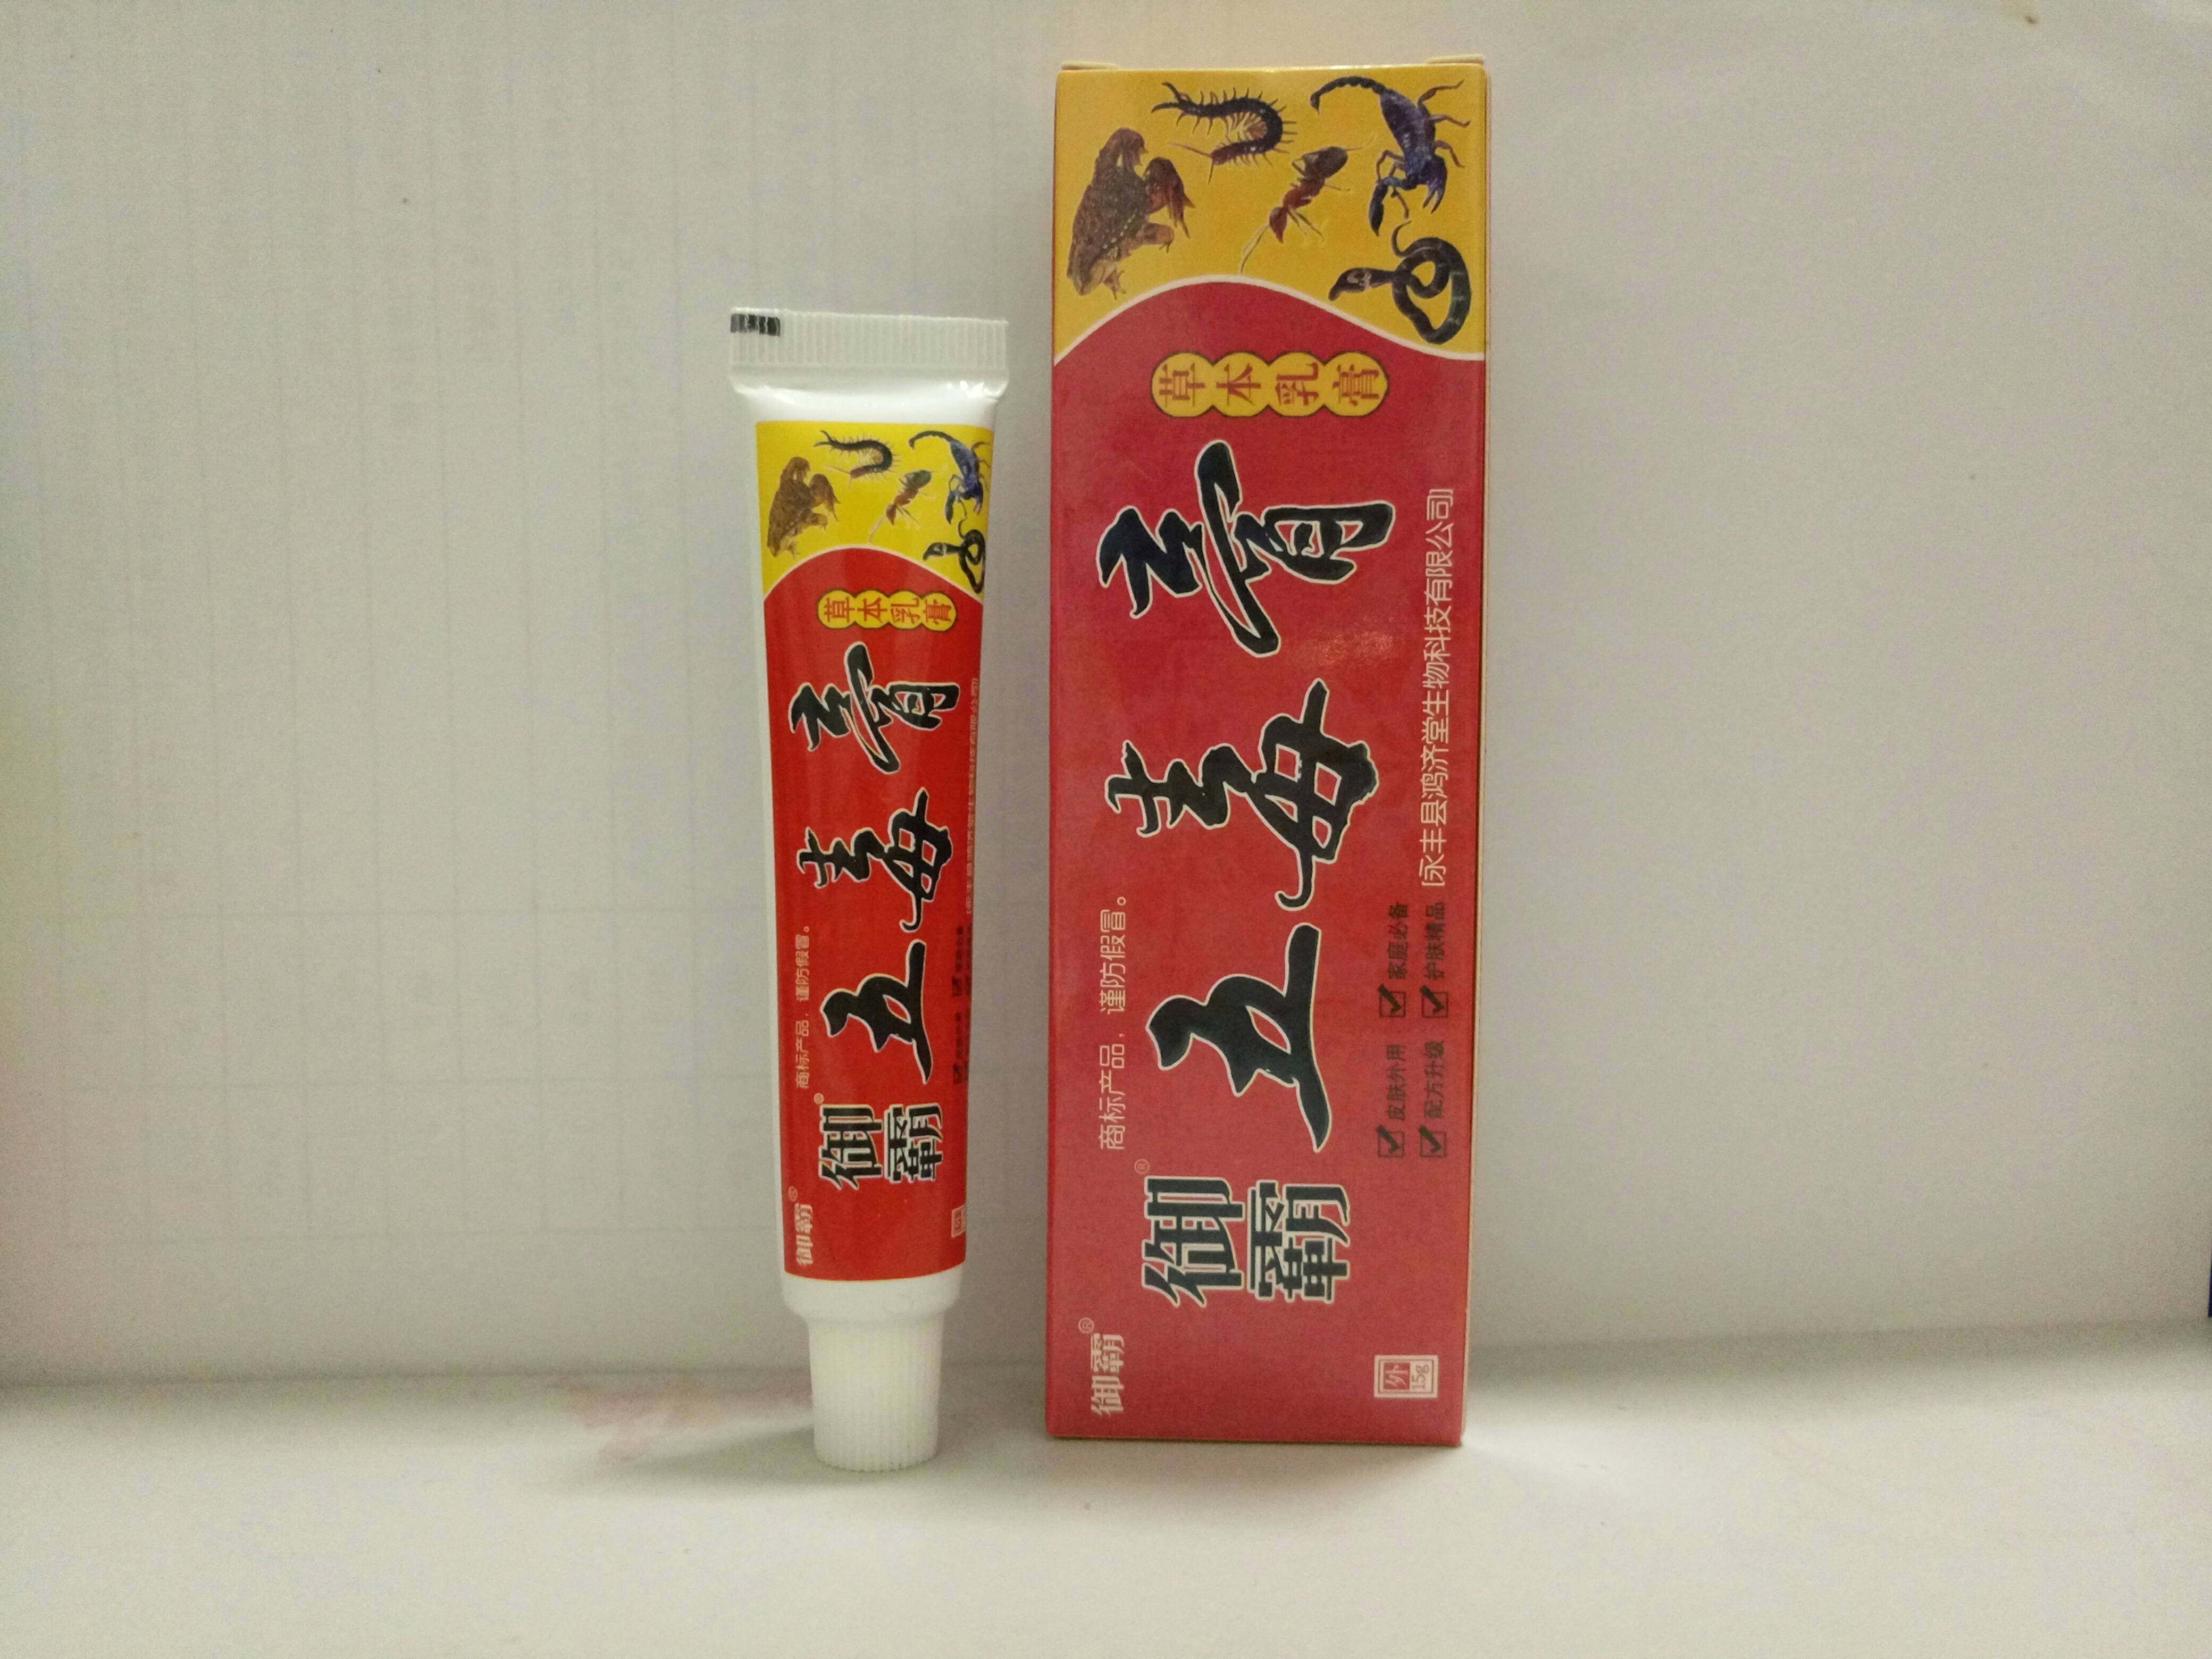 御霸®
商标产品，谨防假冒。
御霸®
五毒膏
草本乳膏
皮肤外用 家庭必备
配方升级 护肤精品
[永丰县鸿济堂生物科技有限公司]
外
15g
御霸®
商标产品，谨防假冒。
御霸®
五毒膏
草本乳膏